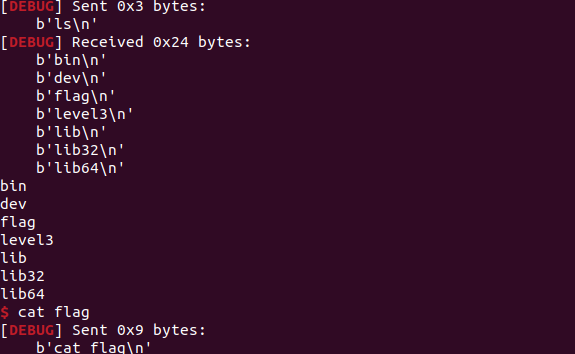 [DEBUG] Sent 0x3 bytes:
b'ls\n'
[DEBUG] Received 0x24 bytes:
b'bin\n'
b'dev\n'
b'flag\n'
b'level3\n'
b'lib\n'
b'lib32\n'
b'lib64\n'
bin
dev
flag
level3
lib
lib32
lib64
$ cat flag
[DEBUG] Sent 0x9 bytes:
b'cat flag\n'